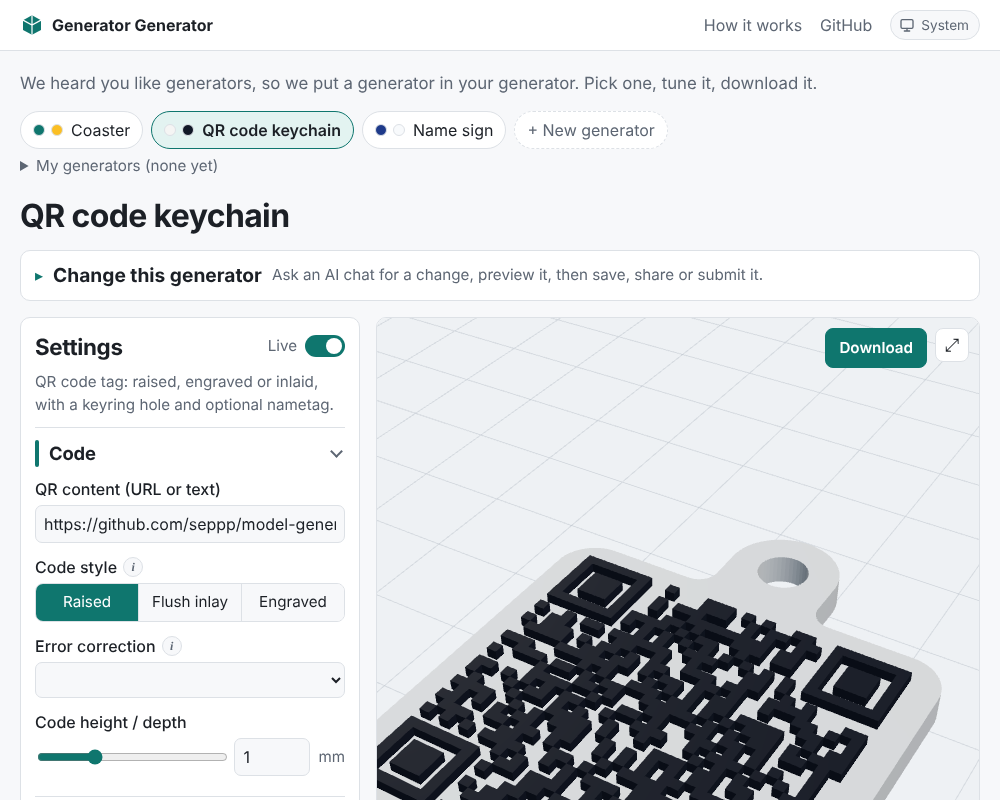 Generator Generator
How it works
GitHub
System
We heard you like generators, so we put a generator in your generator. Pick one, tune it, download it.
Coaster
QR code keychain
Name sign
+ New generator
My generators (none yet)
QR code keychain
Change this generator
Ask an AI chat for a change, preview it, then save, share or submit it.
Settings
Live
QR code tag: raised, engraved or inlaid,
with a keyring hole and optional nametag.
Code
QR content (URL or text)
https://github.com/seppp/model-gener
Code style
i
Raised
Flush inlay
Engraved
Error correction
i
Code height / depth
1
mm
Download